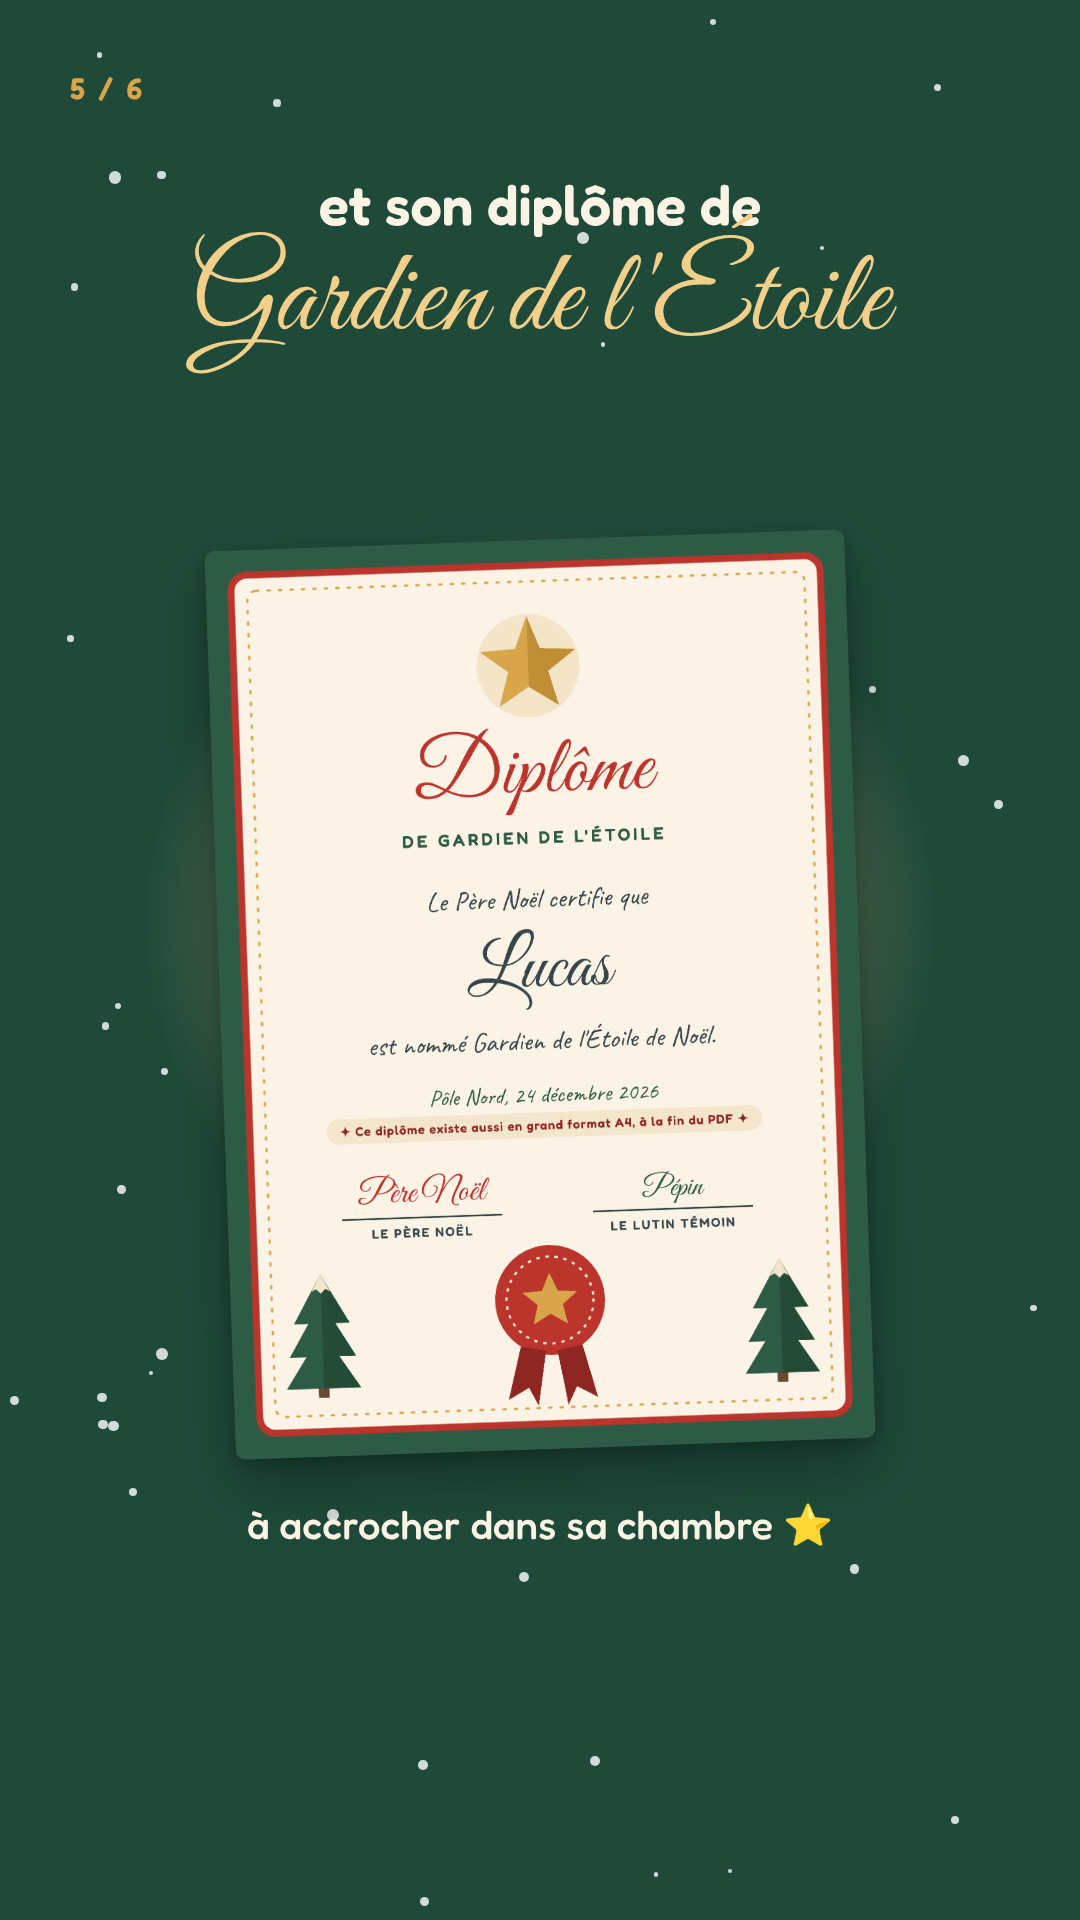 5 / 6
et son diplôme de
Gardien de l'Étoile
Diplôme
DE GARDIEN DE L'ÉTOILE
Le Père Noël certifie que
Lucas
est nommé Gardien de l'Étoile de Noël.
Pôle Nord, 24 décembre 2026
✦ Ce diplôme existe aussi en grand format A4, à la fin du PDF ✦
Père Noël
LE PÈRE NOËL
Pépin
LE LUTIN TÉMOIN
à accrocher dans sa chambre ⭐